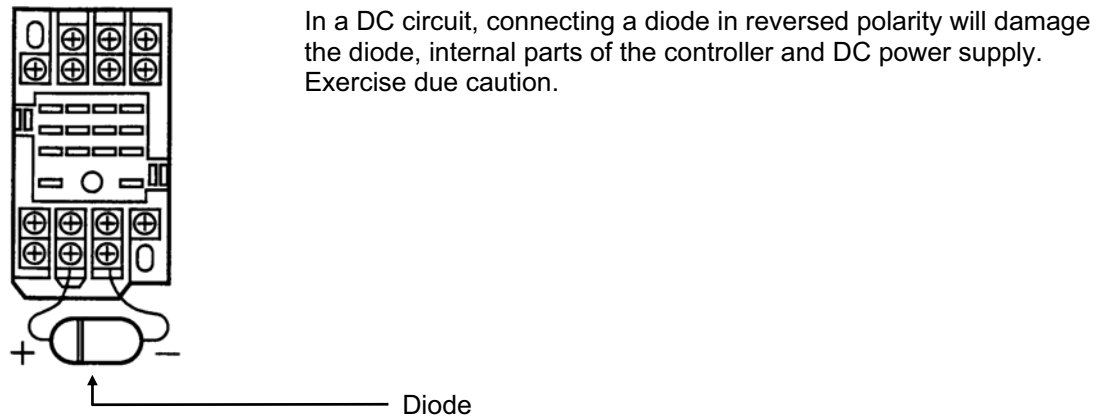 In a DC circuit, connecting a diode in reversed polarity will damage
the diode, internal parts of the controller and DC power supply.
Exercise due caution.
+ −
Diode